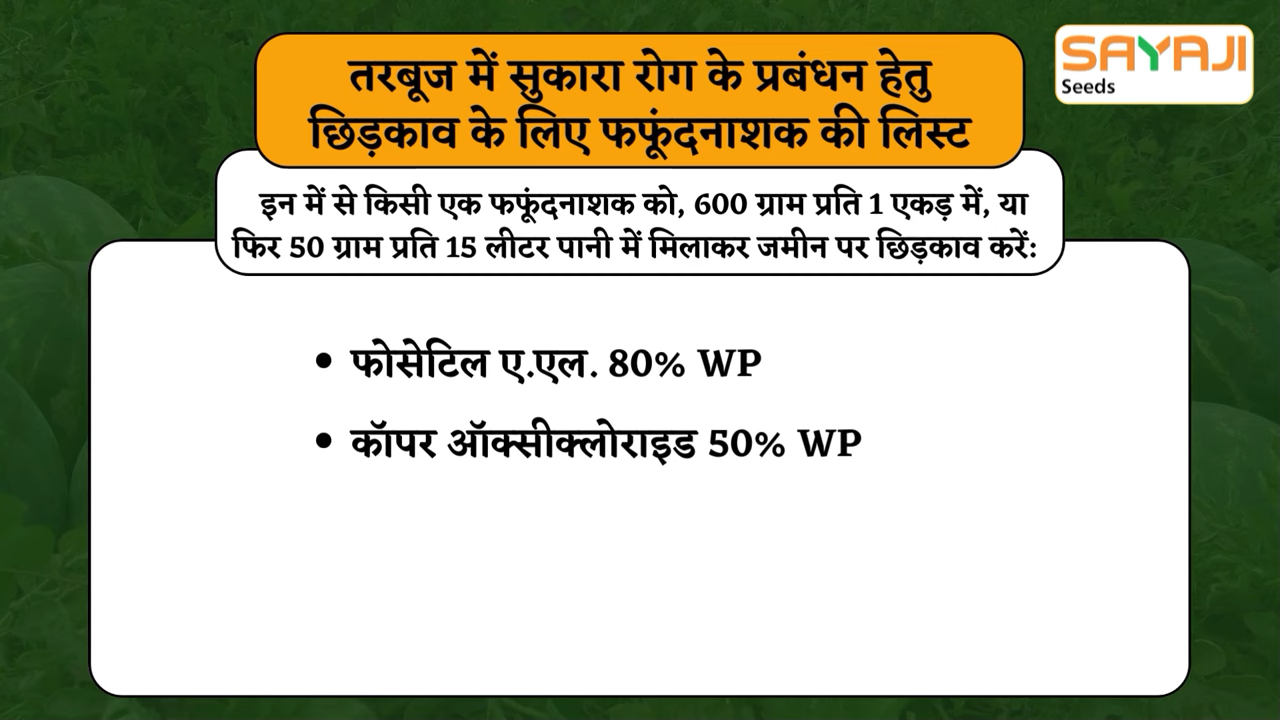 SAYAJI
Seeds
तरबूज में सुकारा रोग के प्रबंधन हेतु
छिड़काव के लिए फफूंदनाशक की लिस्ट
इन में से किसी एक फफूंदनाशक को, 600 ग्राम प्रति 1 एकड़ में, या
फिर 50 ग्राम प्रति 15 लीटर पानी में मिलाकर जमीन पर छिड़काव करें:
• फोसेटिल ए.एल. 80% WP
• कॉपर ऑक्सीक्लोराइड 50% WP